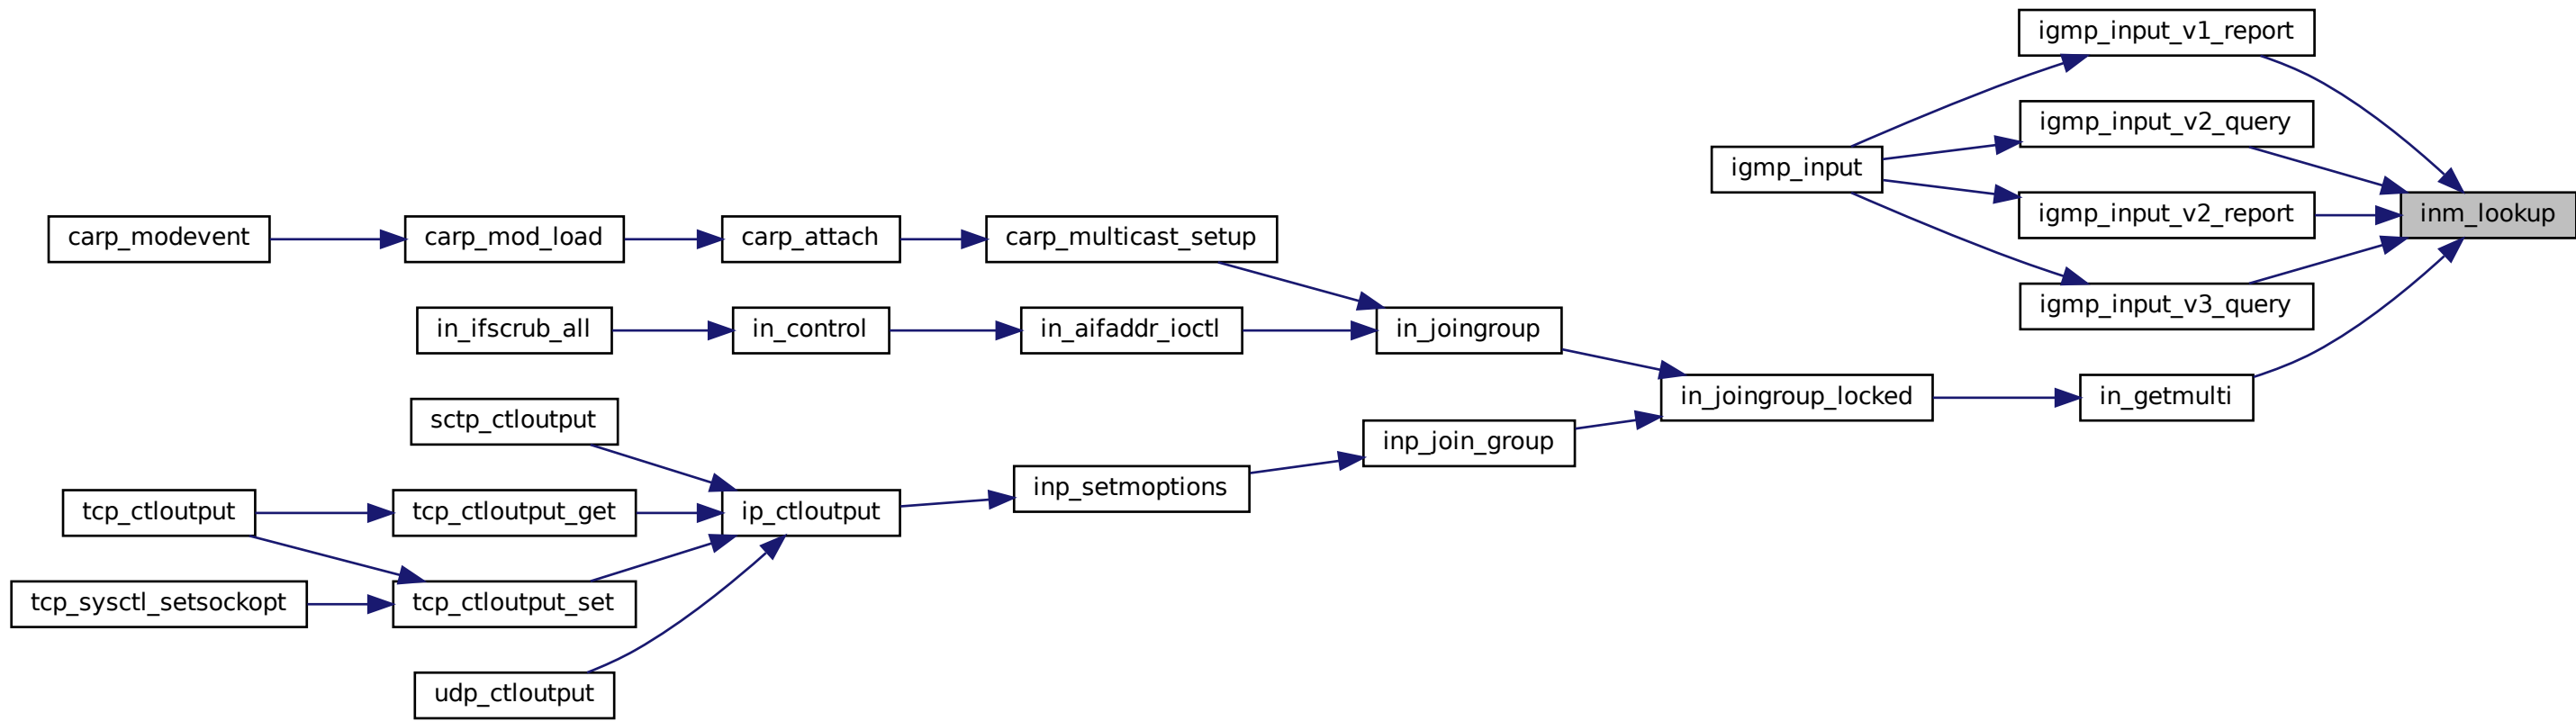 igmp_input_v1_report
igmp_input_v2_query
igmp_input
igmp_input_v2_report
inm_lookup
carp_modevent
carp_mod_load
carp_attach
carp_multicast_setup
igmp_input_v3_query
in_ifscrub_all
in_control
in_aifaddr_ioctl
in_joingroup
in_joingroup_locked
in_getmulti
sctp_ctloutput
inp_join_group
inp_setmoptions
tcp_ctloutput
tcp_ctloutput_get
ip_ctloutput
tcp_sysctl_setsockopt
tcp_ctloutput_set
udp_ctloutput